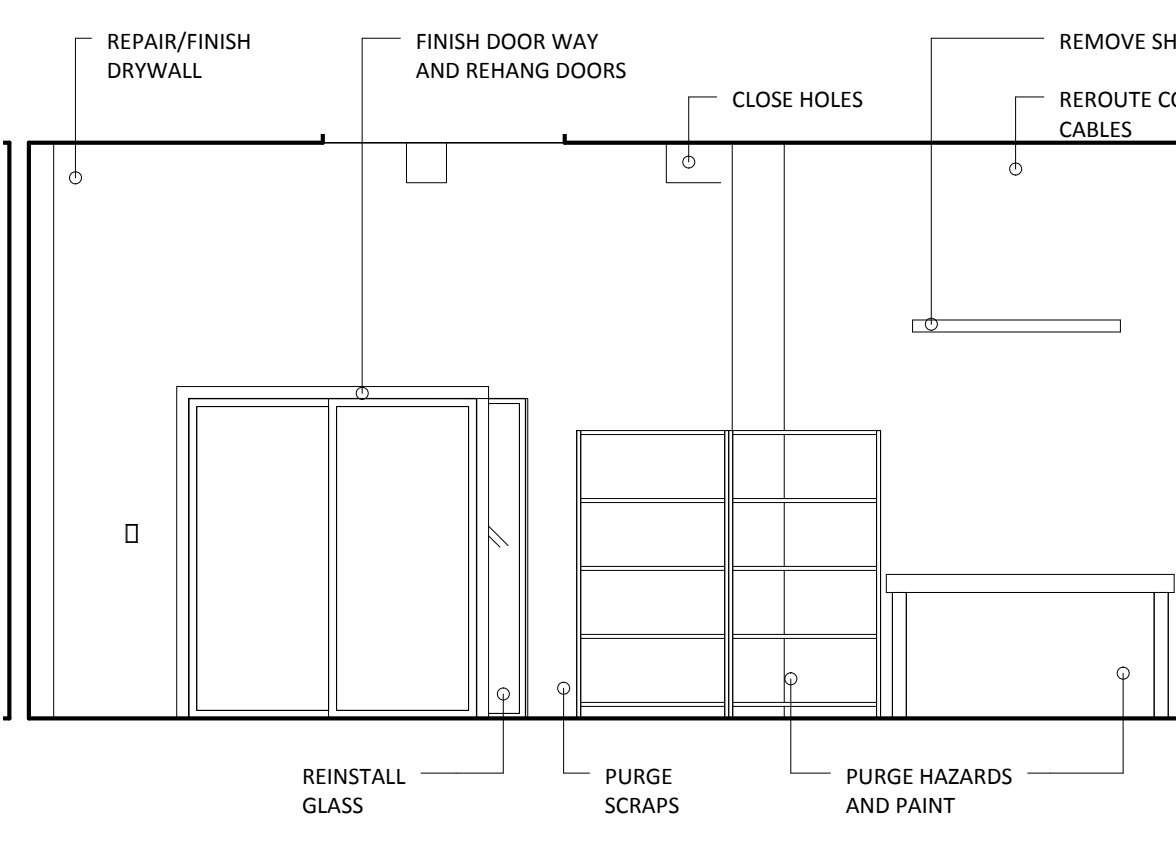 REPAIR/FINISH
DRYWALL
FINISH DOOR WAY
AND REHANG DOORS
CLOSE HOLES
REMOVE
REROUTE
CABLES
REINSTALL
GLASS
PURGE
SCRAPS
PURGE HAZARDS
AND PAINT